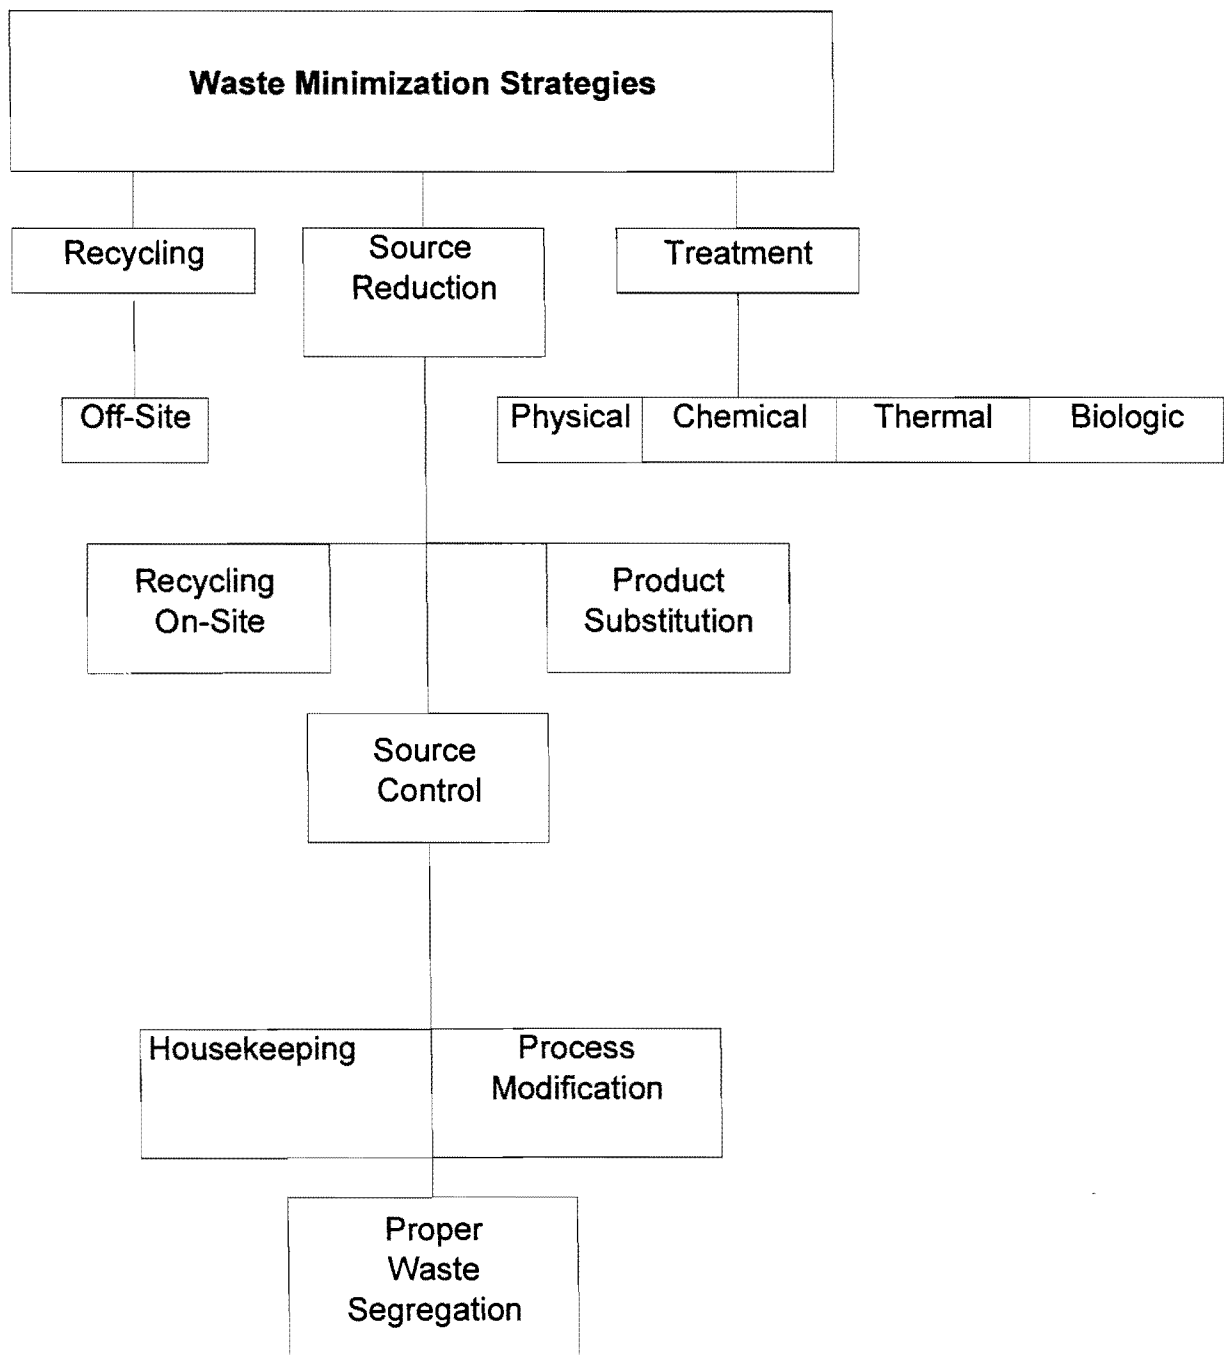 Waste Minimization Strategies
Recycling
Source
Reduction
Treatment
Off-Site
Physical
Chemical
Thermal
Biologic
Recycling
On-Site
Product
Substitution
Source
Control
Housekeeping
Process
Modification
Proper
Waste
Segregation